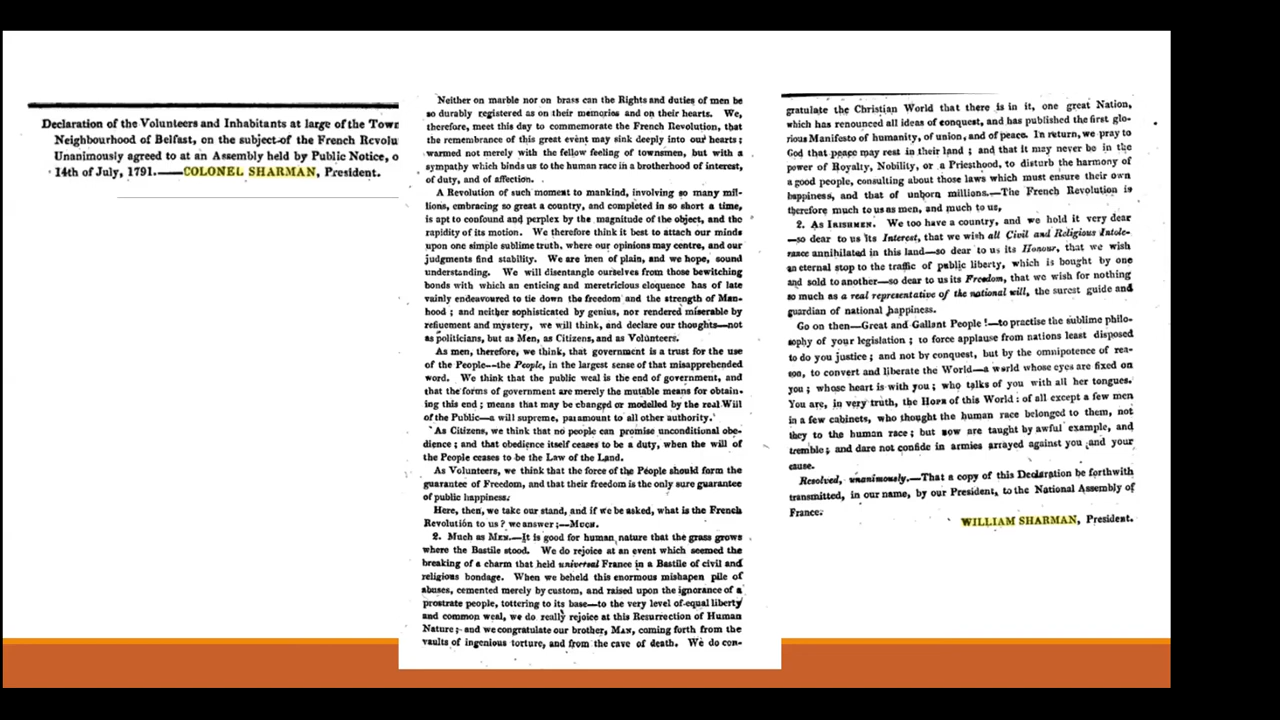 Declaration of the Volunteers and Inhabitants at large of the Town
Neighbourhood of Belfast, on the subject of the French Revolu
Unanimously agreed to at an Assembly held by Public Notice, o
14th of July, 1791.——COLONEL SHARMAN, President.
Neither on marble nor on brass can the Rights and duties of men be
so durably registered as on their memories and on their hearts. We,
therefore, meet this day to commemorate the French Revolution, that
the remembrance of this great event may sink deeply into our hearts;
warmed not merely with the fellow feeling of townsmen, but with a
sympathy which binds us to the human race in a brotherhood of interest,
of duty, and of affection.
A Revolution of such moment to mankind, involving so many mil-
lions, embracing so great a country, and completed in so short a time,
is apt to confound and perplex by the magnitude of the object, and the
rapidity of its motion. We therefore think it best to attach our minds
upon one simple sublime truth, where our opinions may centre, and our
judgments find stability. We are men of plain, and we hope, sound
understanding. We will disentangle ourselves from those bewitching
bonds with which an enticing and meretricious eloquence has of late
vainly endeavoured to tie down the freedom and the strength of Man-
hood; and neither sophisticated by genius, nor rendered miserable by
refinement and mystery, we will think, and declare our thoughts—not
as politicians, but as Men, as Citizens, and as Volunteers.
As men, therefore, we think, that government is a trust for the use
of the People—the People, in the largest sense of that misapprehended
word. We think that the public weal is the end of government, and
that the forms of government are merely the mutable means for obtain-
ing this end; means that may be changed or modelled by the real Will
of the Public—a will supreme, paramount to all other authority.
As Citizens, we think that no people can promise unconditional obe-
dience; and that obedience itself ceases to be a duty, when the will of
the People ceases to be the Law of the Land.
As Volunteers, we think that the force of the People should form the
guarantee of Freedom, and that their freedom is the only sure guarantee
of public happiness.
Here, then, we take our stand, and if we be asked, what is the French
Revolution to us? we answer;—MUCH.
2. Much as MEN.—It is good for human nature that the grass grows
where the Bastile stood. We do rejoice at an event which seemed the
breaking of a charm that held universal France in a Bastile of civil and
religious bondage. When we beheld this enormous mishapen pile of
abuses, cemented merely by custom, and raised upon the ignorance of a
prostrate people, tottering to its base—to the very level of equal liberty
and common weal, we do really rejoice at this Resurrection of Human
Nature; and we congratulate our brother, MAN, coming forth from the
vaults of ingenious torture, and from the cave of death. We do con-
gratulate the Christian World that there is in it, one great Nation,
which has renounced all ideas of conquest, and has published the first glo-
rious Manifesto of humanity, of union, and of peace. In return, we pray to
God that peace may rest in their land; and that it may never be in the
power of Royalty, Nobility, or a Priesthood, to disturb the harmony of
a good people, consulting about those laws which must ensure their own
happiness, and that of unborn millions.—The French Revolution is
therefore much to us as men, and much to us,
2. As IRISHMEN. We too have a country, and we hold it very dear
—so dear to us its Interest, that we wish all Civil and Religious Intole-
rance annihilated in this land—so dear to us its Honour, that we wish
an eternal stop to the traffic of public liberty, which is bought by one
and sold to another—so dear to us its Freedom, that we wish for nothing
so much as a real representative of the national will, the surest guide and
guardian of national happiness.
Go on then—Great and Gallant People!—to practise the sublime philo-
sophy of your legislation; to force applause from nations least disposed
to do you justice; and not by conquest, but by the omnipotence of rea-
son, to convert and liberate the World—a world whose eyes are fixed on
you; whose heart is with you; who talks of you with all her tongues.
You are, in very truth, the HOPE of this World: of all except a few men
in a few cabinets, who thought the human race belonged to them, not
they to the human race; but now are taught by awful example, and
tremble; and dare not confide in armies arrayed against you and your
cause.
Resolved, unanimously.—That a copy of this Declaration be forthwith
transmitted, in our name, by our President, to the National Assembly of
France.
WILLIAM SHARMAN, President.